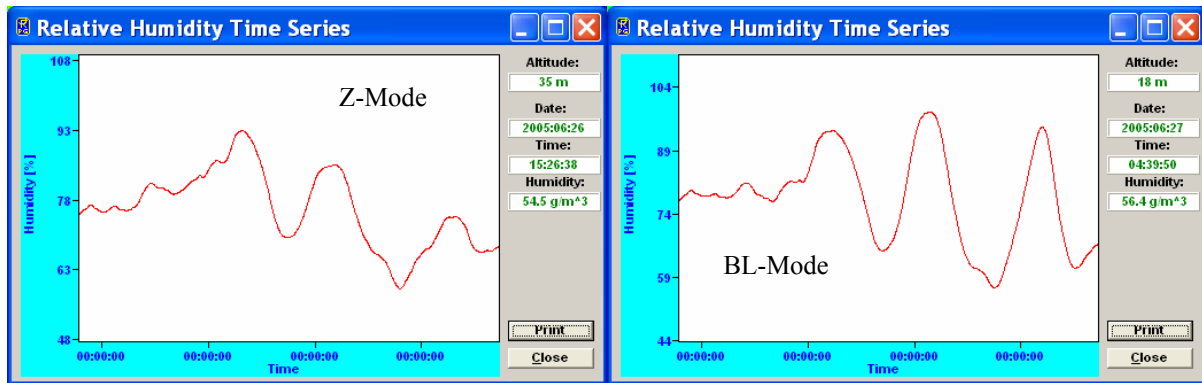 Relative Humidity Time Series
108
93
78
63
48
Humidity [%]
Z-Mode
00:00:00 00:00:00 00:00:00 00:00:00
Time
Altitude:
35 m
Date:
2005:06:26
Time:
15:26:38
Humidity:
54.5 g/m^3
Print
Close
Relative Humidity Time Series
104
89
74
59
44
Humidity [%]
BL-Mode
00:00:00 00:00:00 00:00:00 00:00:00
Time
Altitude:
18 m
Date:
2005:06:27
Time:
04:39:50
Humidity:
56.4 g/m^3
Print
Close